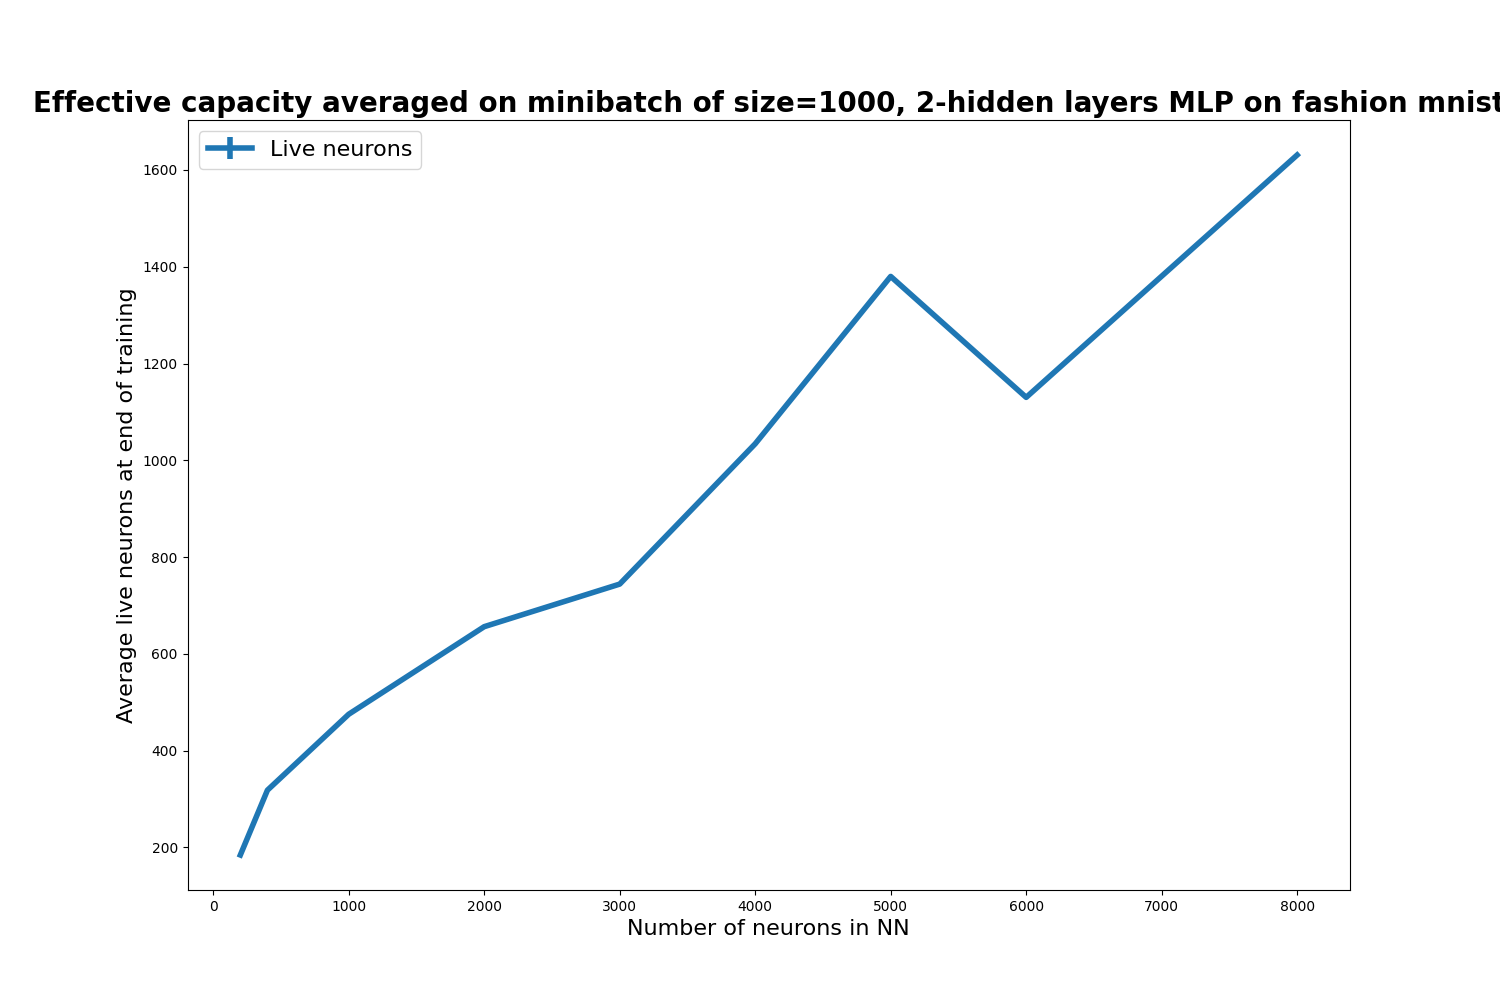 Effective capacity averaged on minibatch of size=1000, 2-hidden layers MLP on fashion mnist
Live neurons
1600
1400
1200
1000
800
600
400
200
Average live neurons at end of training
0 1000 2000 3000 4000 5000 6000 7000 8000
Number of neurons in NN